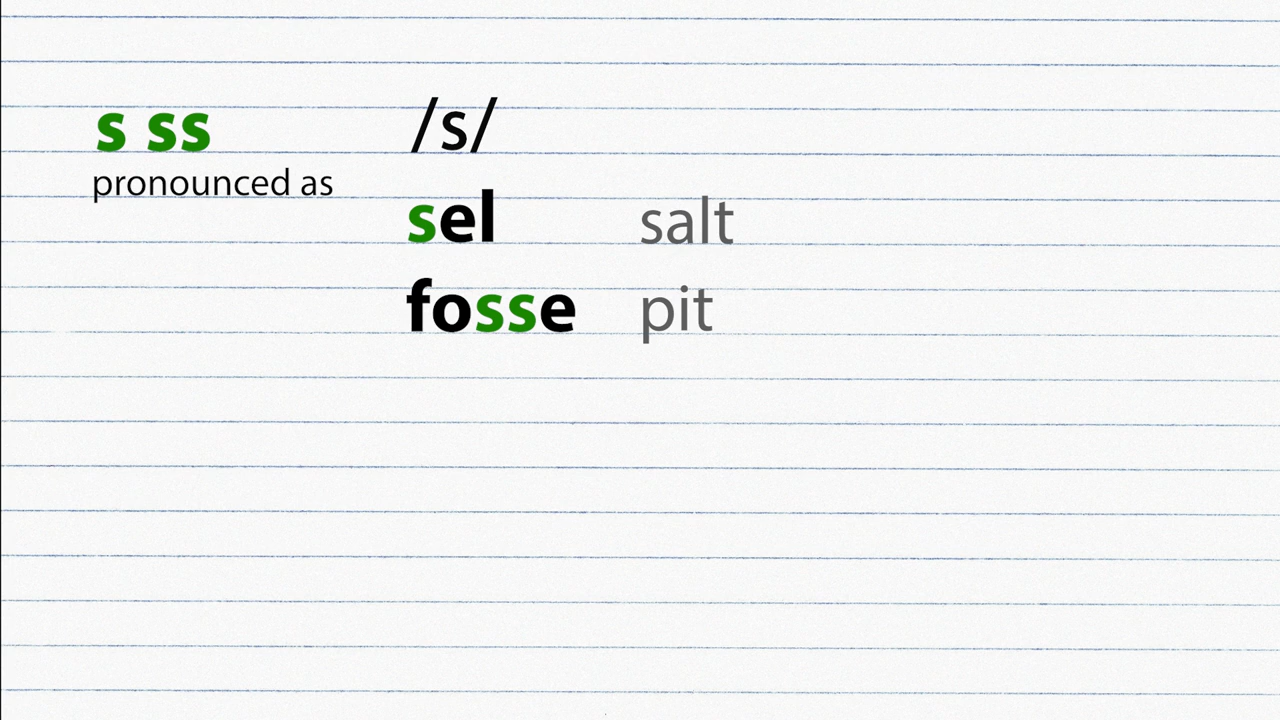 s ss /s/
pronounced as
sel salt
fosse pit